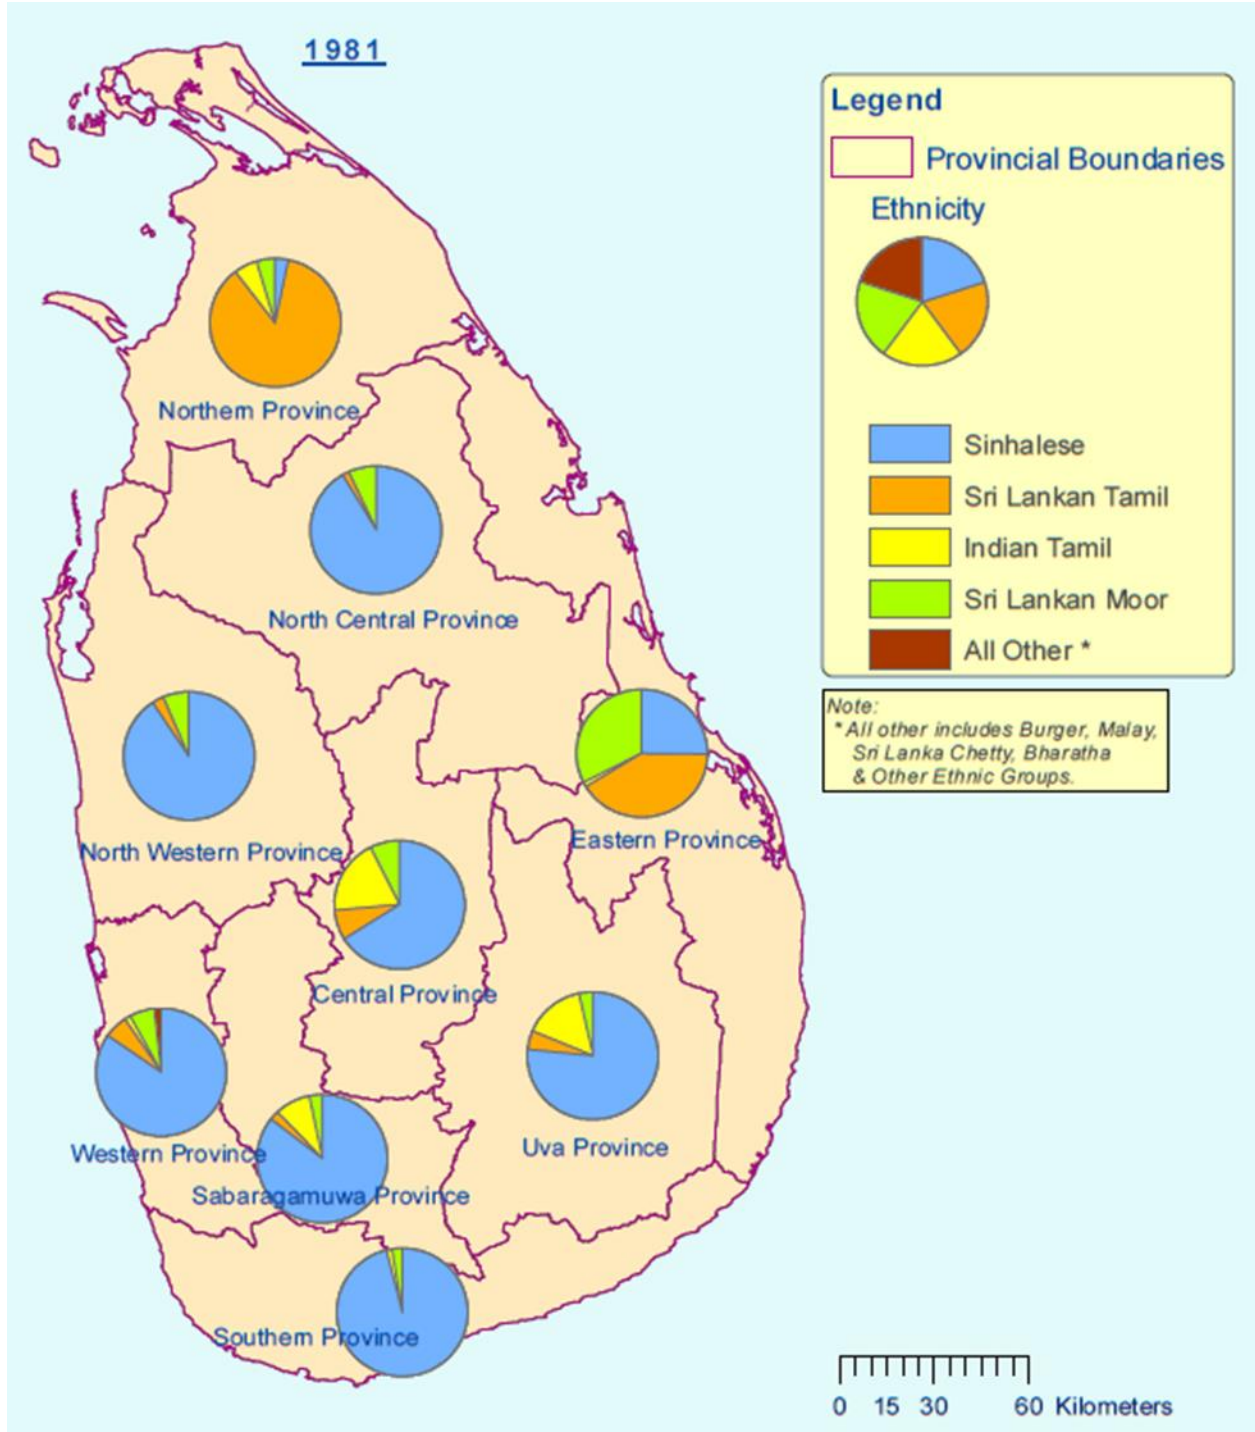 1981
Legend
Provincial Boundaries
Ethnicity
Sinhalese
Sri Lankan Tamil
Indian Tamil
Sri Lankan Moor
All Other *
Note:
* All other includes Burger, Malay,
Sri Lanka Chetty, Bharatha
& Other Ethnic Groups.
Northern Province
North Central Province
North Western Province
Eastern Province
Central Province
Western Province
Uva Province
Sabaragamuwa Province
Southern Province
0 15 30 60 Kilometers